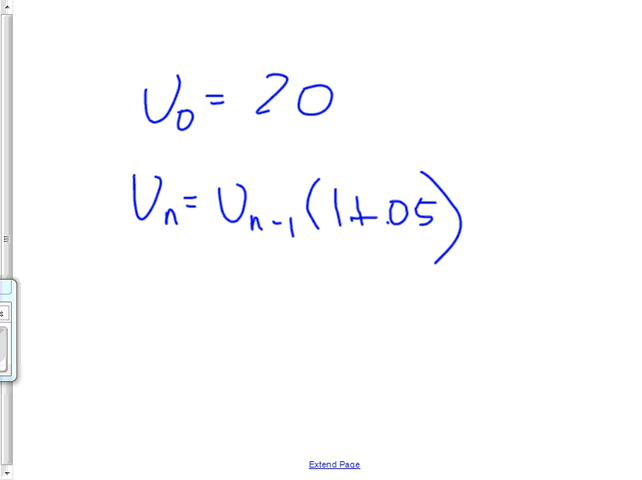 U₀ = 20
Uₙ = Uₙ₋₁ (1 + .05)
s
Extend Page